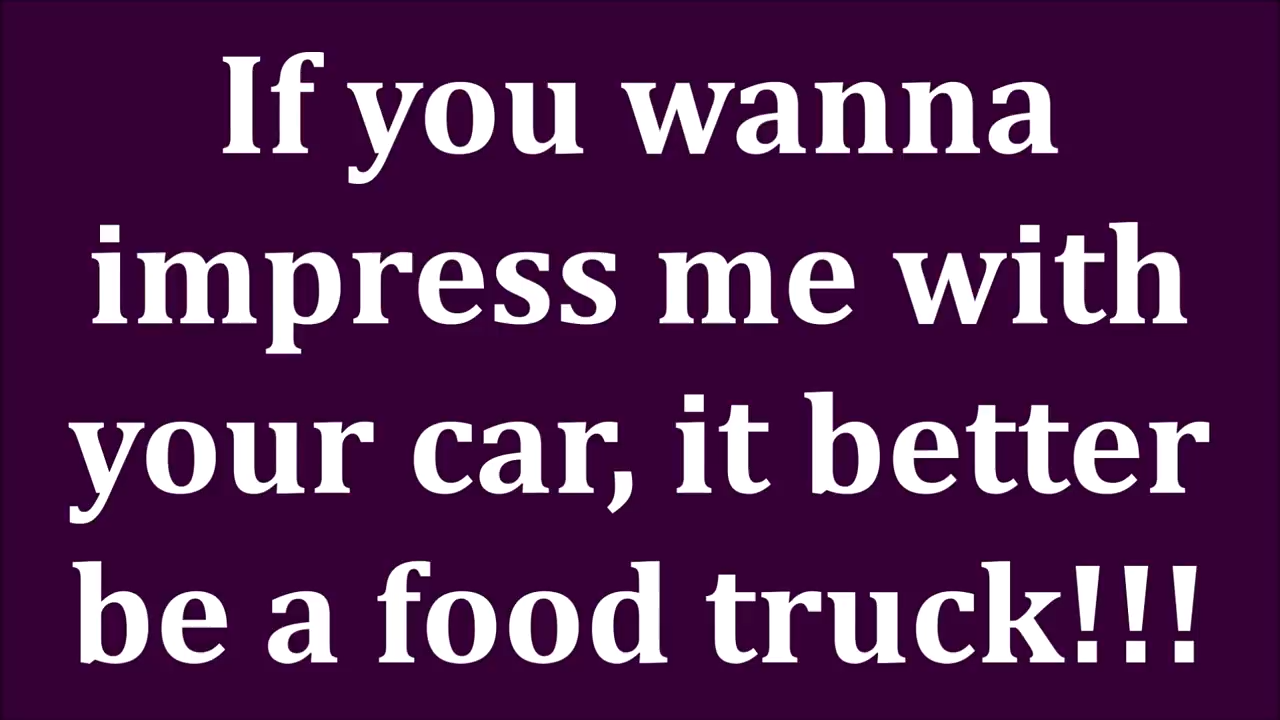 If you wanna
impress me with
your car, it better
be a food truck!!!